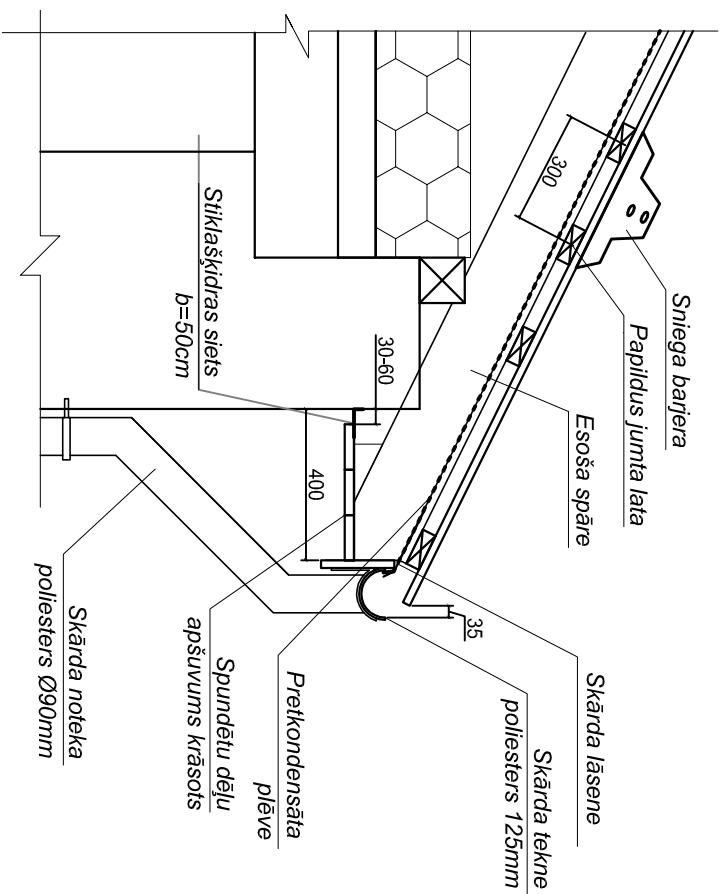 Sniega barjera
Papildus jumta lata
Esoša spāre
300
Skārda lāsene
Skārda tekne
poliesters 125mm
35
30-60
400
Stiklašķidras siets
b=50cm
Pretkondensāta
plēve
Spundētu dēļu
apšuvums krāsots
Skārda noteka
poliesters Ø90mm